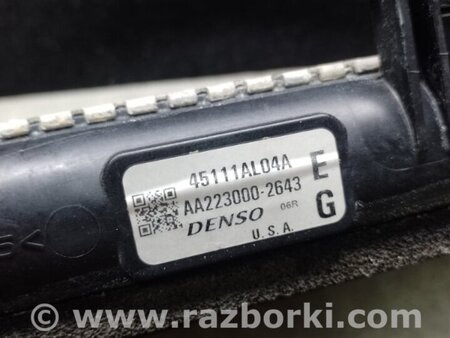 45111AL04A E
AA223000-2643 G
DENSO 06R
U.S.A.
© www.razborki.com